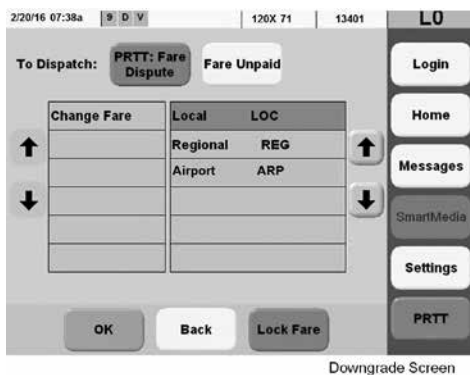 2/20/16 07:38a 9 D V 120X 71 13401 L0
To Dispatch: PRTT: Fare Dispute Fare Unpaid
Login
Change Fare Local LOC
Home
Regional REG
Airport ARP
Messages
SmartMedia
Settings
OK Back Lock Fare
PRTT
Downgrade Screen